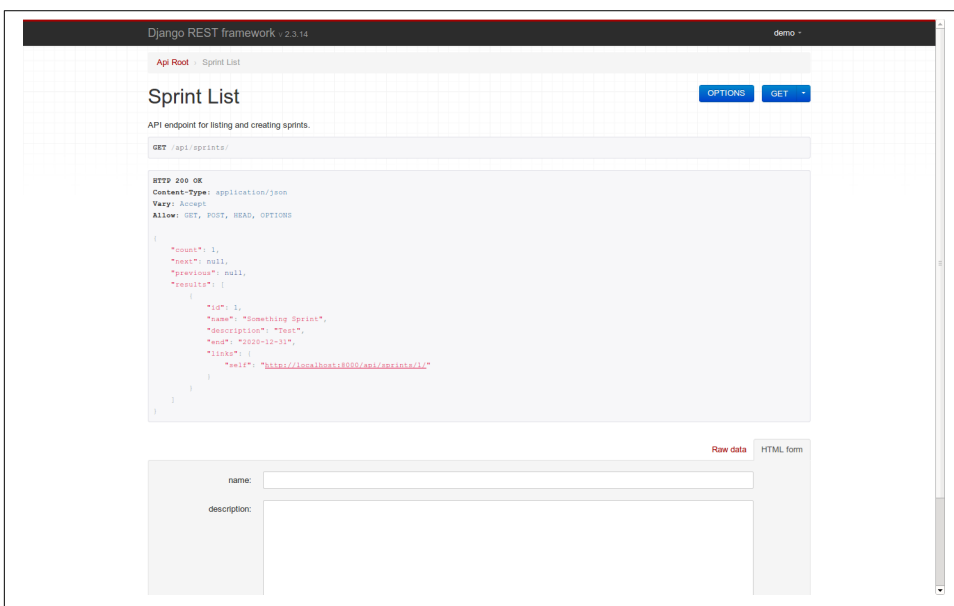 Django REST framework v 2.3.14
demo
Api Root › Sprint List
Sprint List
OPTIONS
GET
API endpoint for listing and creating sprints.
GET /api/sprints/
HTTP 200 OK
Content-Type: application/json
Vary: Accept
Allow: GET, POST, HEAD, OPTIONS
{
"count": 1,
"next": null,
"previous": null,
"results": [
{
"id": 1,
"name": "Something Sprint",
"description": "Test",
"end": "2020-12-31",
"links": {
"self": "http://localhost:8000/api/sprints/1/"
}
}
]
}
Raw data
HTML form
name:
description: